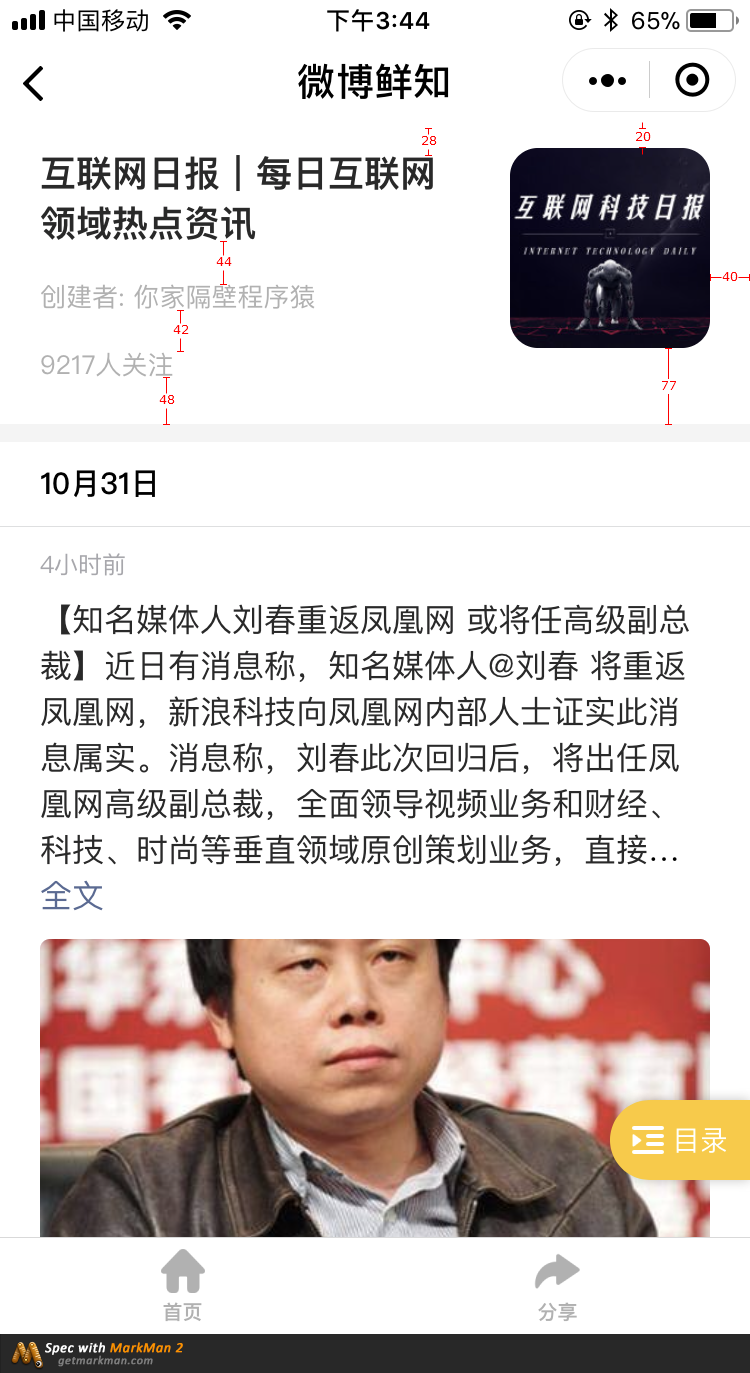 中国移动 下午3:44 65%
微博鲜知
28
20
互联网日报｜每日互联网
领域热点资讯
互联网科技日报
INTERNET TECHNOLOGY DAILY
44
40
创建者: 你家隔壁程序猿
42
9217人关注
77
48
10月31日
4小时前
【知名媒体人刘春重返凤凰网 或将任高级副总
裁】近日有消息称，知名媒体人@刘春 将重返
凤凰网，新浪科技向凤凰网内部人士证实此消
息属实。消息称，刘春此次回归后，将出任凤
凰网高级副总裁，全面领导视频业务和财经、
科技、时尚等垂直领域原创策划业务，直接...
全文
中心
目录
首页
分享
Spec with MarkMan 2
getmarkman.com